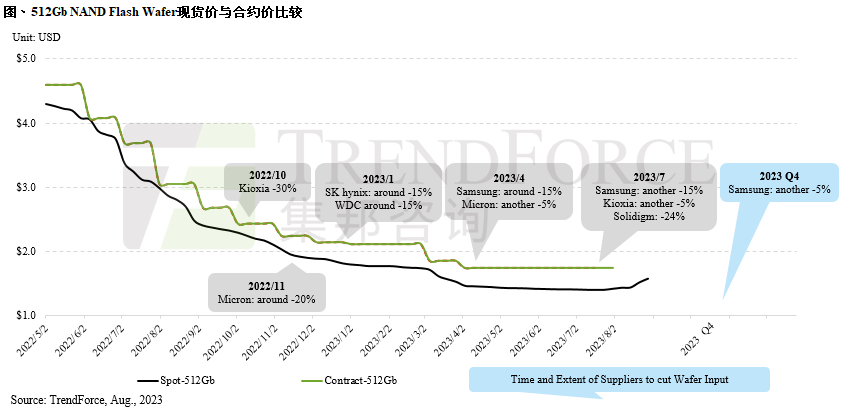 图、512Gb NAND Flash Wafer现货价与合约价比较
Unit: USD
$5.0
$4.0
$3.0
$2.0
$1.0
TRENDFORCE
集邦咨询
2022/10
Kioxia -30%
2022/11
Micron: around -20%
2023/1
SK hynix: around -15%
WDC around -15%
2023/4
Samsung: around -15%
Micron: another -5%
2023/7
Samsung: another -15%
Kioxia: another -5%
Solidigm: -24%
2023 Q4
Samsung: another -5%
2022/5/2
2022/6/2
2022/7/2
2022/8/2
2022/9/2
2022/10/2
2022/11/2
2022/12/2
2023/1/2
2023/2/2
2023/3/2
2023/4/2
2023/5/2
2023/6/2
2023/7/2
2023/8/2
2023 Q4
Spot-512Gb
Contract-512Gb
Time and Extent of Suppliers to cut Wafer Input
Source: TrendForce, Aug., 2023